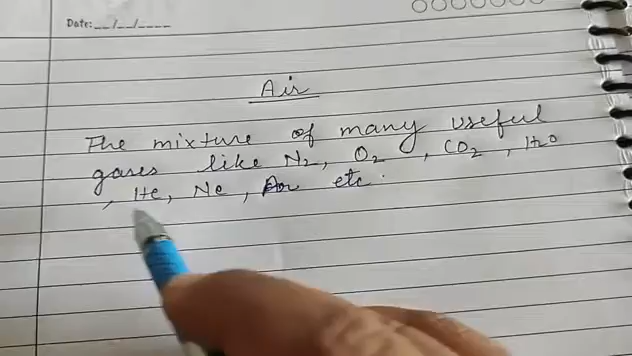 Date: __/__/____
Air
The mixture of many useful
gases like N2, O2 , CO2 , H2O
, He, Ne , Ar etc.